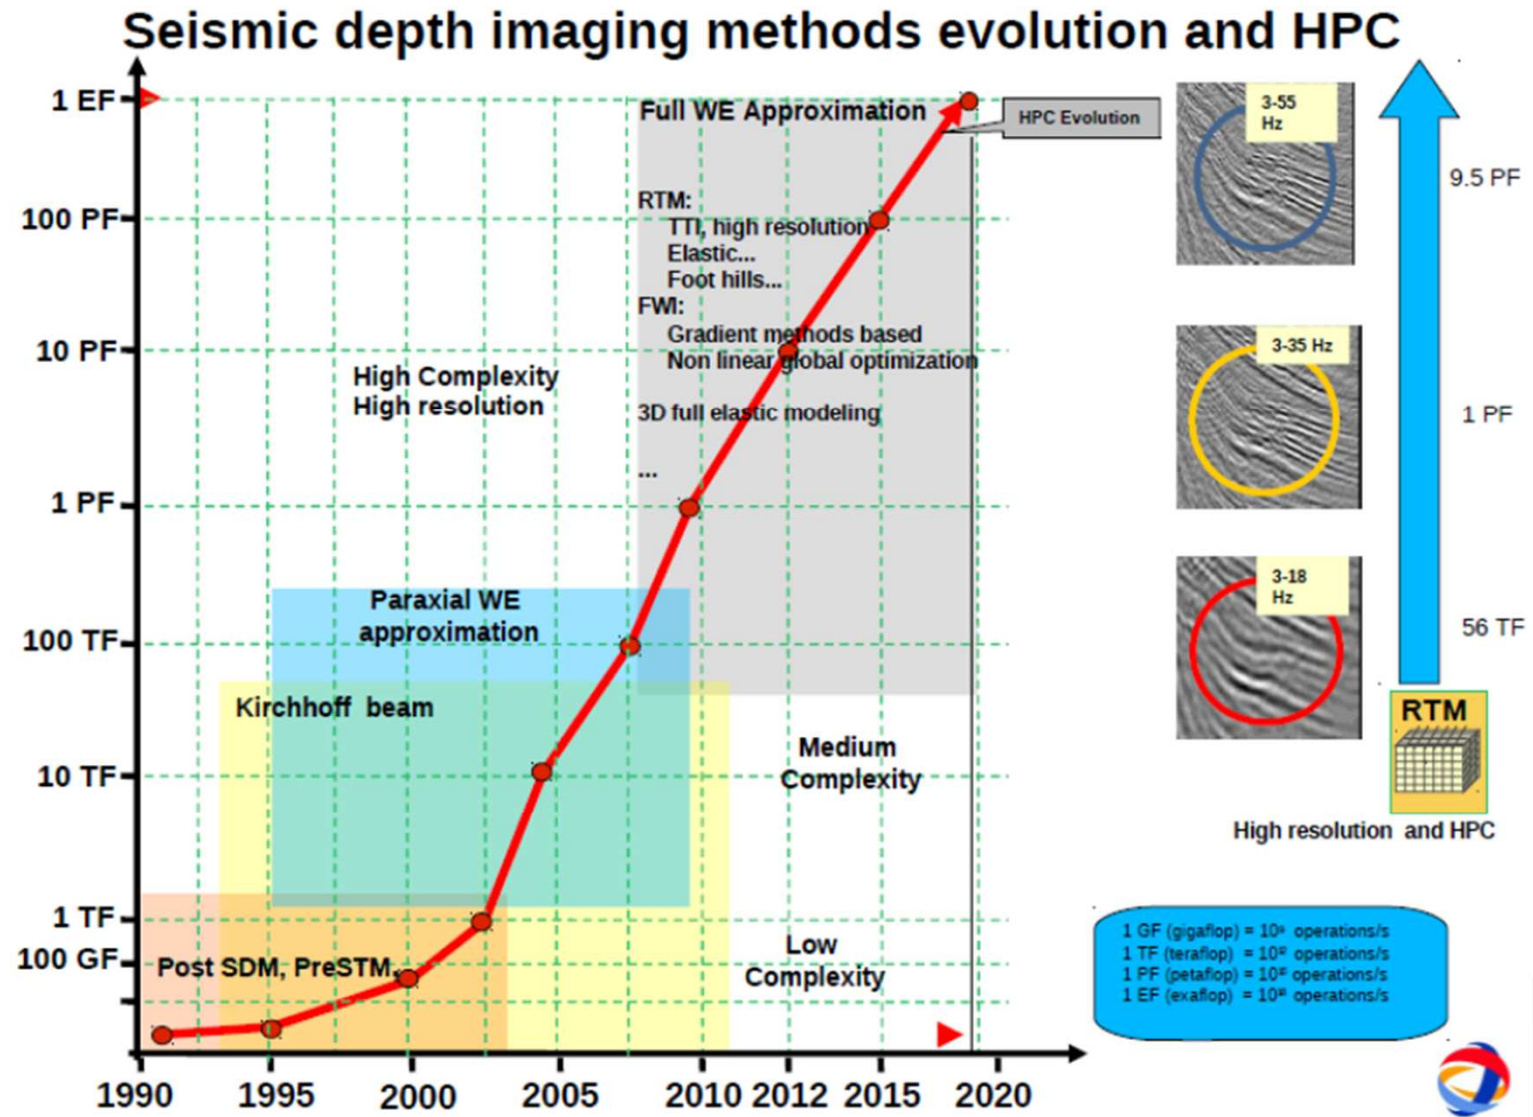 Seismic depth imaging methods evolution and HPC
1 EF
100 PF
10 PF
1 PF
100 TF
10 TF
1 TF
100 GF
Full WE Approximation
HPC Evolution
RTM:
TTI, high resolution
Elastic...
Foot hills...
FWI:
Gradient methods based
Non linear global optimization
3D full elastic modeling
...
High Complexity
High resolution
Paraxial WE
approximation
Kirchhoff beam
Medium
Complexity
Post SDM, PreSTM
Low
Complexity
1990
1995
2000
2005
2010
2012
2015
2020
3-55
Hz
3-35 Hz
3-18
Hz
9.5 PF
1 PF
56 TF
RTM
High resolution and HPC
1 GF (gigaflop) = 10⁹ operations/s
1 TF (teraflop) = 10¹² operations/s
1 PF (petaflop) = 10¹⁵ operations/s
1 EF (exaflop) = 10¹⁸ operations/s